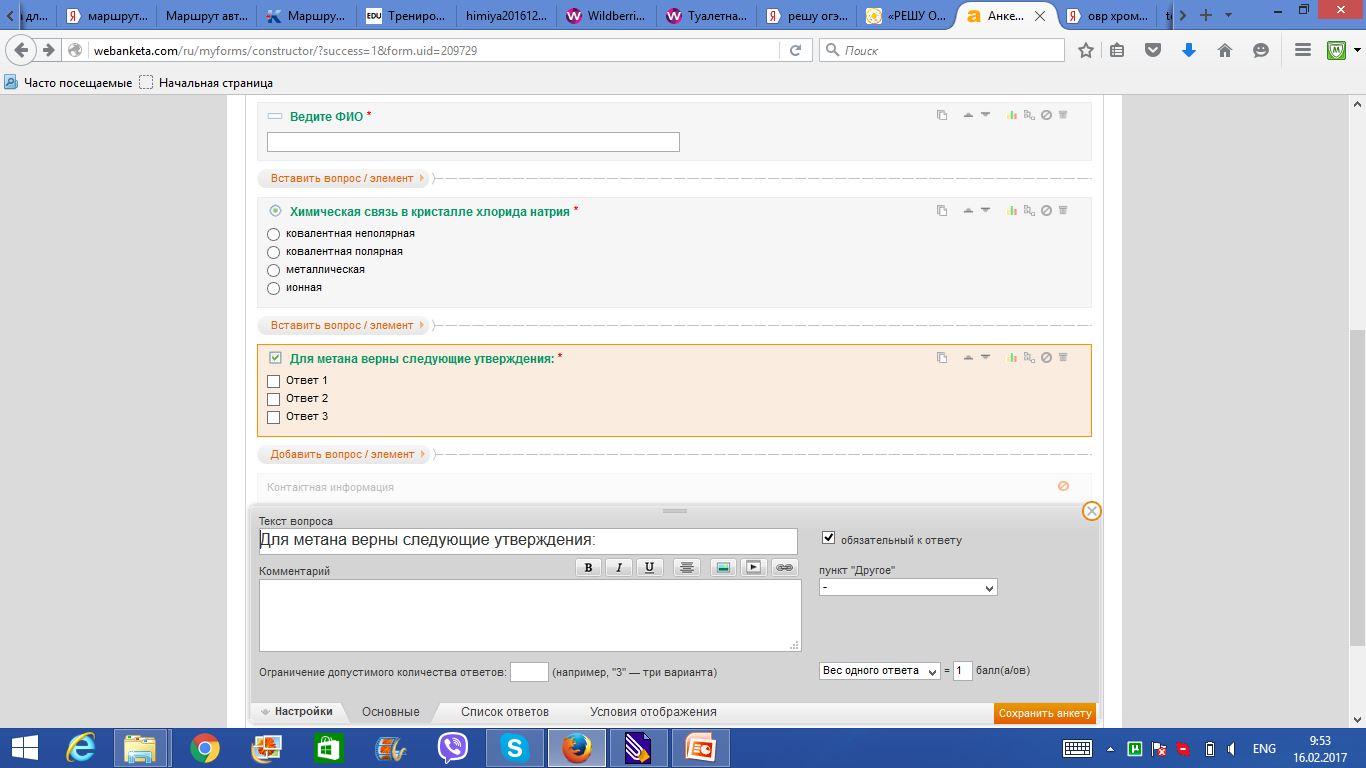 дл...
маршрут...
Маршрут авт...
Маршру...
EDU Трениро...
himiya201612...
Wildberri...
Туалетна...
решу огэ...
«РЕШУ О...
Анке...
овр хром...
webanketa.com/ru/myforms/constructor/?success=1&form.uid=209729
Поиск
Часто посещаемые
Начальная страница
Ведите ФИО *
Вставить вопрос / элемент
Химическая связь в кристалле хлорида натрия *
ковалентная неполярная
ковалентная полярная
металлическая
ионная
Вставить вопрос / элемент
Для метана верны следующие утверждения: *
Ответ 1
Ответ 2
Ответ 3
Добавить вопрос / элемент
Контактная информация
Текст вопроса
Для метана верны следующие утверждения:
обязательный к ответу
Комментарий
B I U
пункт "Другое"
-
Ограничение допустимого количества ответов: (например, "3" — три варианта)
Вес одного ответа = 1 балл(а/ов)
Настройки Основные Список ответов Условия отображения
Сохранить анкету
ENG
9:53
16.02.2017